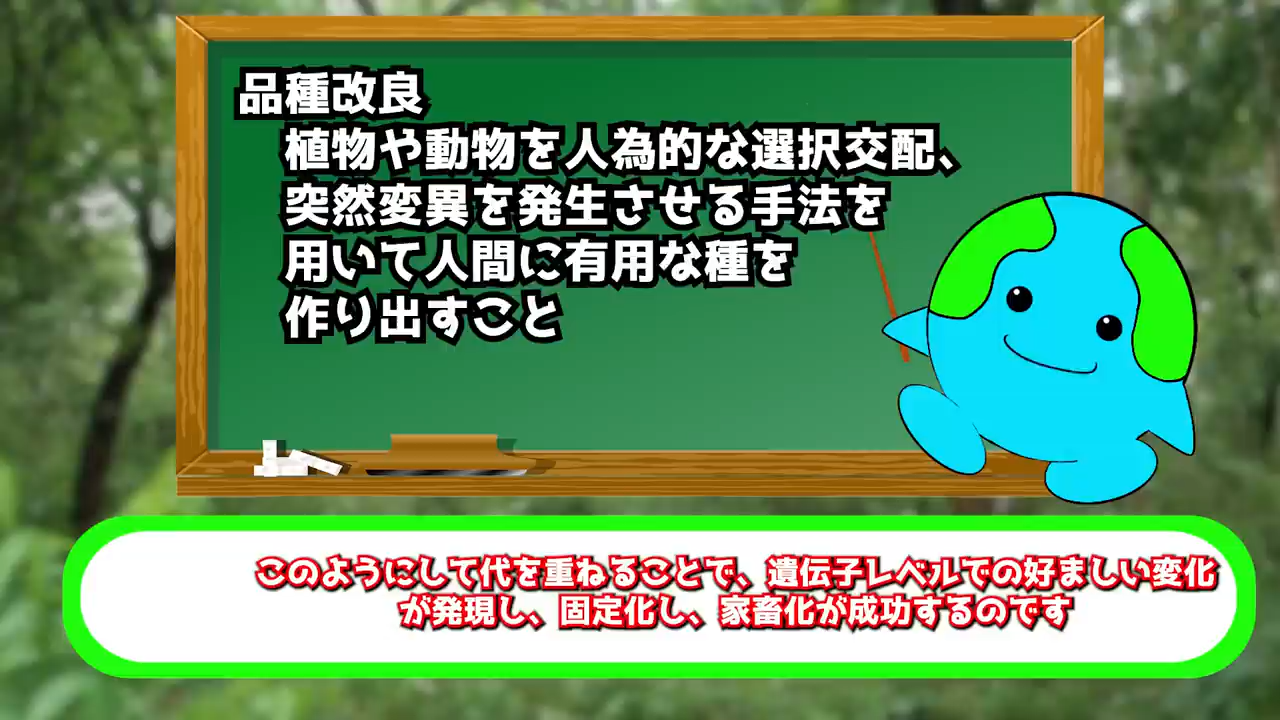 品種改良
植物や動物を人為的な選択交配、
突然変異を発生させる手法を
用いて人間に有用な種を
作り出すこと
このようにして代を重ねることで、遺伝子レベルでの好ましい変化
が発現し、固定化し、家畜化が成功するのです